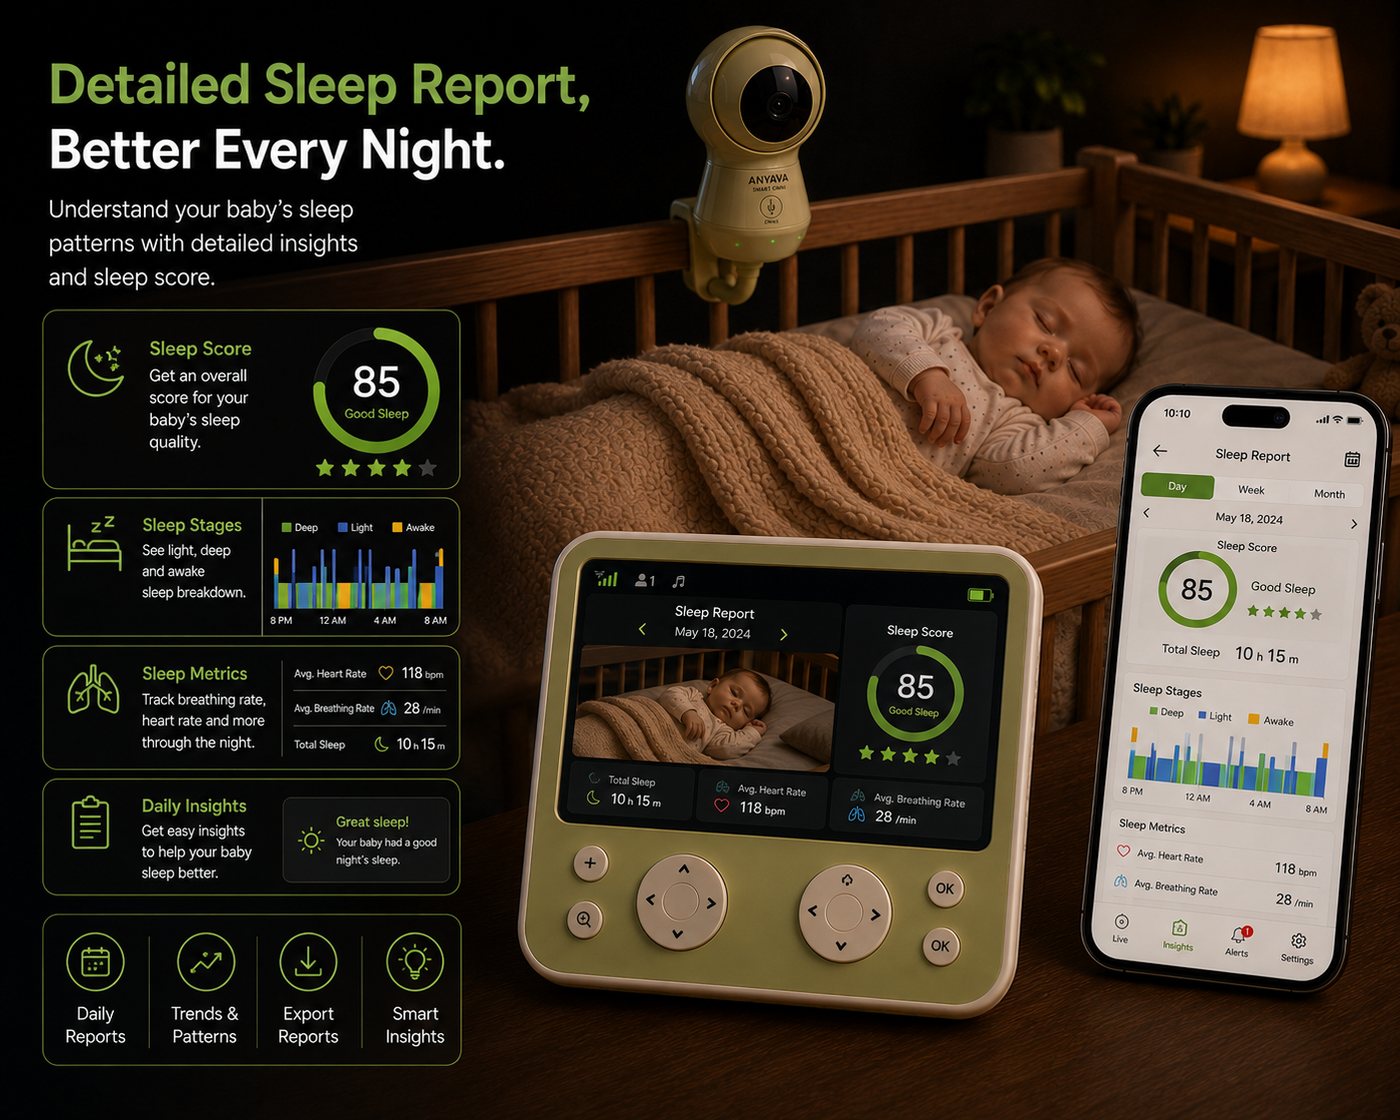 Detailed Sleep Report,
Better Every Night.
Understand your baby's sleep
patterns with detailed insights
and sleep score.
Sleep Score
Get an overall
score for your
baby's sleep
quality.
85
Good Sleep
Sleep Stages
See light, deep
and awake
sleep breakdown.
Deep Light Awake
8 PM 12 AM 4 AM 8 AM
Sleep Metrics
Track breathing rate,
heart rate and more
through the night.
Avg. Heart Rate 118 bpm
Avg. Breathing Rate 28 /min
Total Sleep 10 h 15 m
Daily Insights
Get easy insights
to help your baby
sleep better.
Great sleep!
Your baby had a good
night's sleep.
Daily
Reports
Trends &
Patterns
Export
Reports
Smart
Insights
ANYAVA
SMART
1
Sleep Report
May 18, 2024
Sleep Score
85
Good Sleep
Total Sleep
10 h 15 m
Avg. Heart Rate
118 bpm
Avg. Breathing Rate
28 /min
OK
OK
10:10
Sleep Report
Day Week Month
May 18, 2024
Sleep Score
85
Good Sleep
Total Sleep 10 h 15 m
Sleep Stages
Deep Light Awake
8 PM 12 AM 4 AM 8 AM
Sleep Metrics
Avg. Heart Rate 118 bpm
Avg. Breathing Rate 28 /min
1
Live
Insights
Alerts
Settings